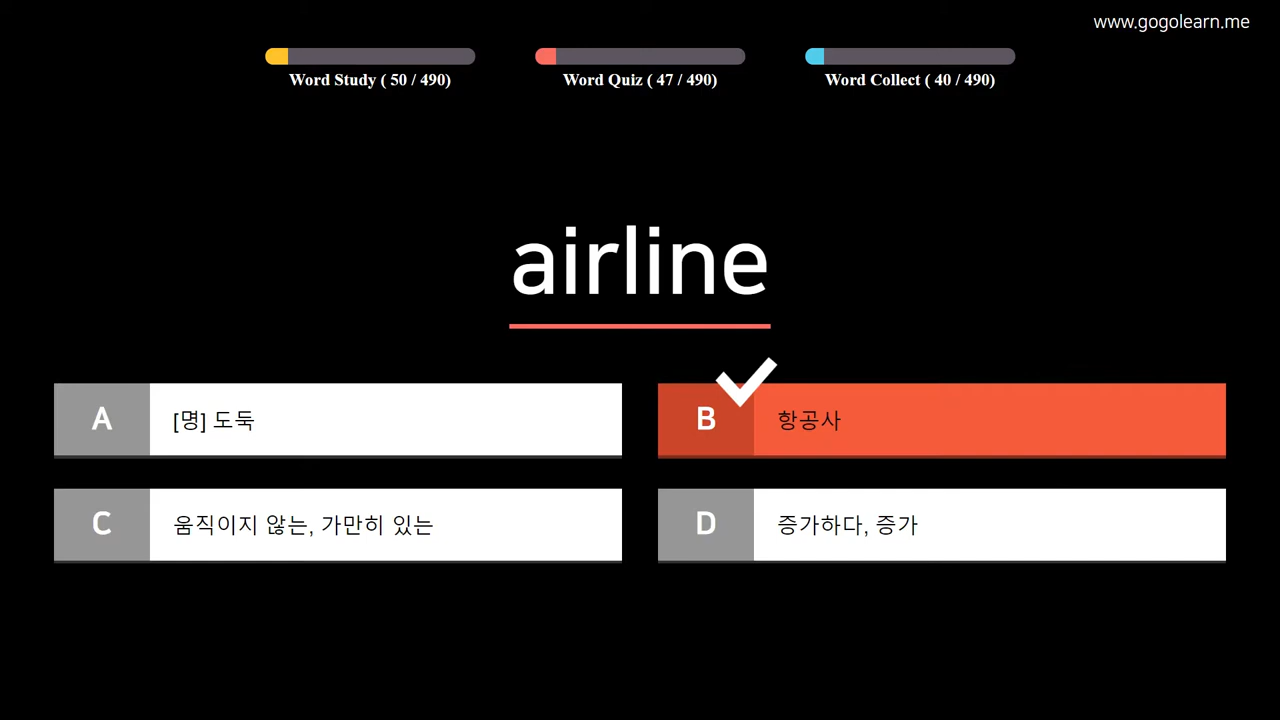 www.gogolearn.me
Word Study ( 50 / 490)
Word Quiz ( 47 / 490)
Word Collect ( 40 / 490)
airline
A [명] 도둑
B 항공사
C 움직이지 않는, 가만히 있는
D 증가하다, 증가